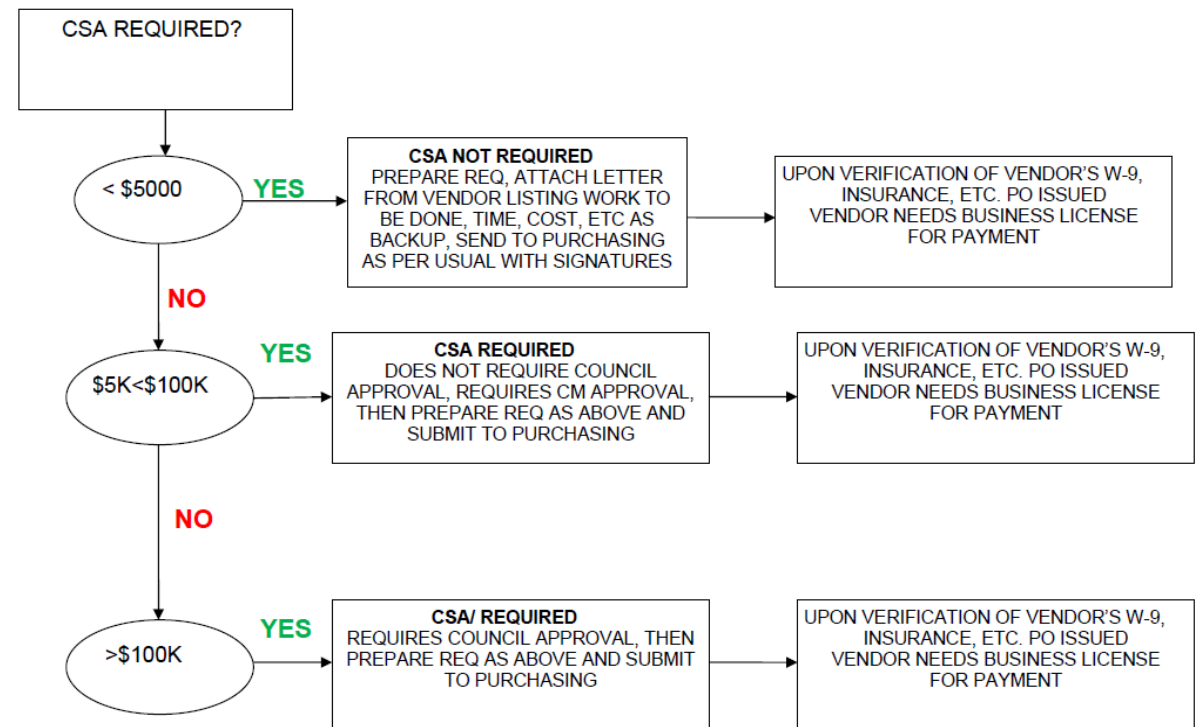 CSA REQUIRED?
< $5000
YES
CSA NOT REQUIRED
PREPARE REQ, ATTACH LETTER
FROM VENDOR LISTING WORK TO
BE DONE, TIME, COST, ETC AS
BACKUP, SEND TO PURCHASING
AS PER USUAL WITH SIGNATURES
UPON VERIFICATION OF VENDOR'S W-9,
INSURANCE, ETC. PO ISSUED
VENDOR NEEDS BUSINESS LICENSE
FOR PAYMENT
NO
$5K<$100K
YES
CSA REQUIRED
DOES NOT REQUIRE COUNCIL
APPROVAL, REQUIRES CM APPROVAL,
THEN PREPARE REQ AS ABOVE AND
SUBMIT TO PURCHASING
UPON VERIFICATION OF VENDOR'S W-9,
INSURANCE, ETC. PO ISSUED
VENDOR NEEDS BUSINESS LICENSE
FOR PAYMENT
NO
>$100K
YES
CSA/ REQUIRED
REQUIRES COUNCIL APPROVAL, THEN
PREPARE REQ AS ABOVE AND SUBMIT
TO PURCHASING
UPON VERIFICATION OF VENDOR'S W-9,
INSURANCE, ETC. PO ISSUED
VENDOR NEEDS BUSINESS LICENSE
FOR PAYMENT